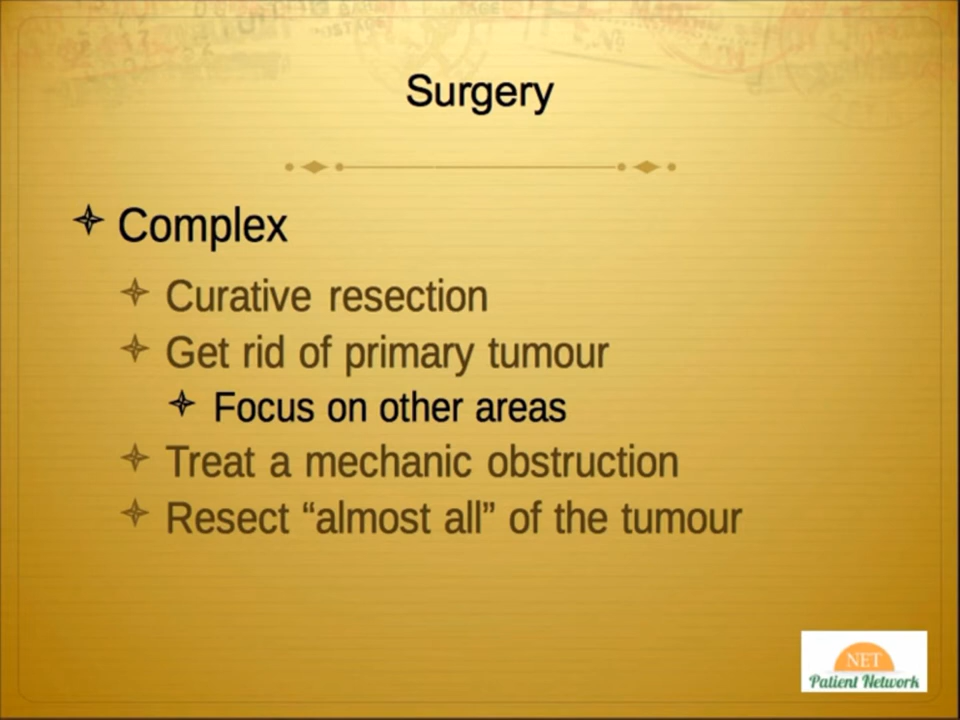 Surgery
Complex
Curative resection
Get rid of primary tumour
Focus on other areas
Treat a mechanic obstruction
Resect “almost all” of the tumour
NET
Patient Network